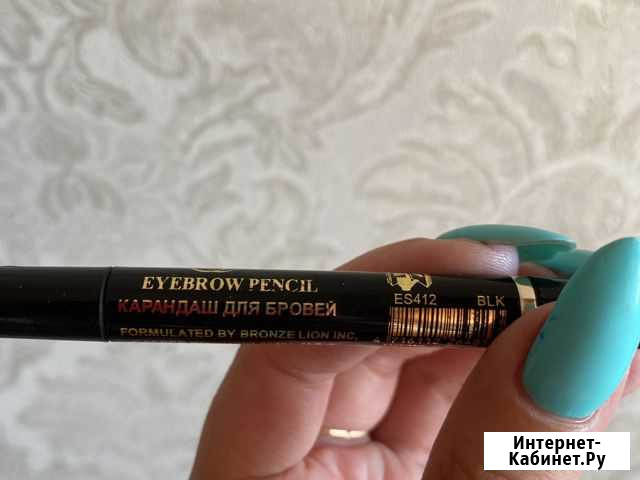 EYEBROW PENCIL
КАРАНДАШ ДЛЯ БРОВЕЙ
FORMULATED BY BRONZE LION INC.
ES412 BLK
Интернет-
Кабинет.Ру